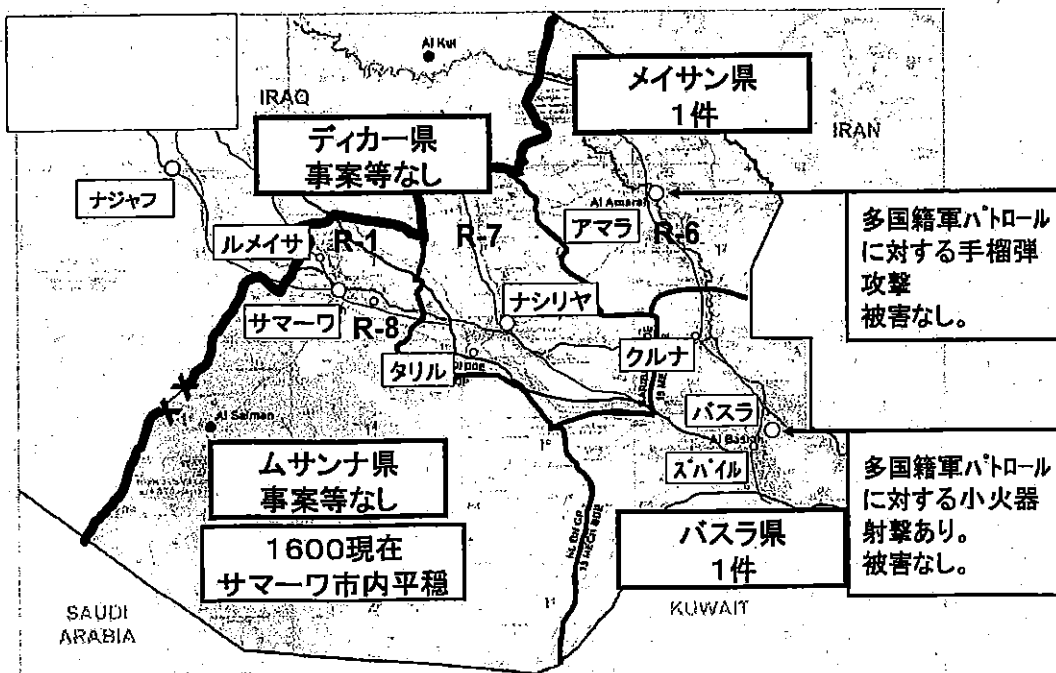 Al Kut
メイサン県
1件
IRAQ
IRAN
ディカー県
事案等なし
ナジャフ
Al Amarah
アマラ
R-6
R-7
ルメイサ
R-1
多国籍軍パトロール
に対する手榴弾
攻撃
被害なし。
サマーワ
R-8
ナシリヤ
タリル
クルナ
バスラ
Al Basrah
ズバイル
Al Salman
ムサンナ県
事案等なし
多国籍軍パトロール
に対する小火器
射撃あり。
被害なし。
1600現在
サマーワ市内平穏
バスラ県
1件
SAUDI
ARABIA
KUWAIT